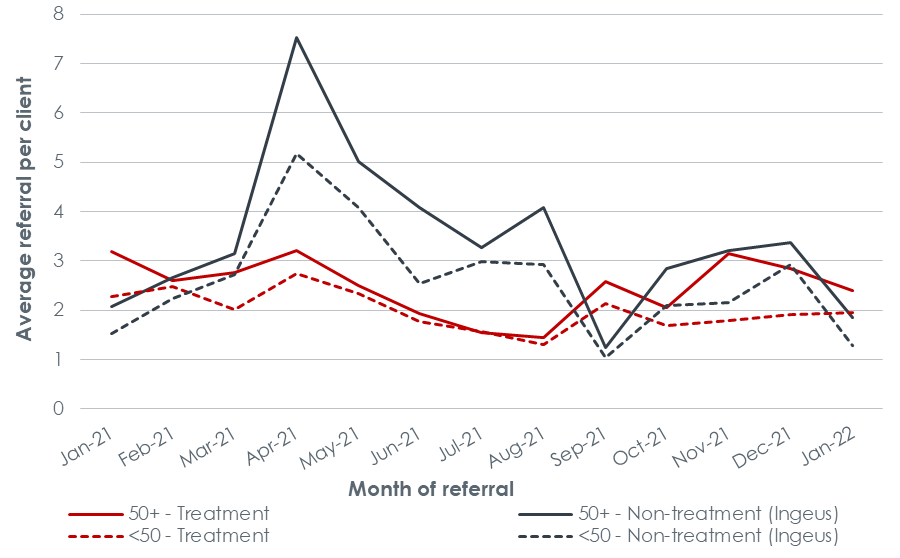 8
7
6
5
4
3
2
1
0
Average referral per client
Jan-21
Feb-21
Mar-21
Apr-21
May-21
Jun-21
Jul-21
Aug-21
Sep-21
Oct-21
Nov-21
Dec-21
Jan-22
Month of referral
50+ - Treatment
50+ - Non-treatment (Ingeus)
<50 - Treatment
<50 - Non-treatment (Ingeus)